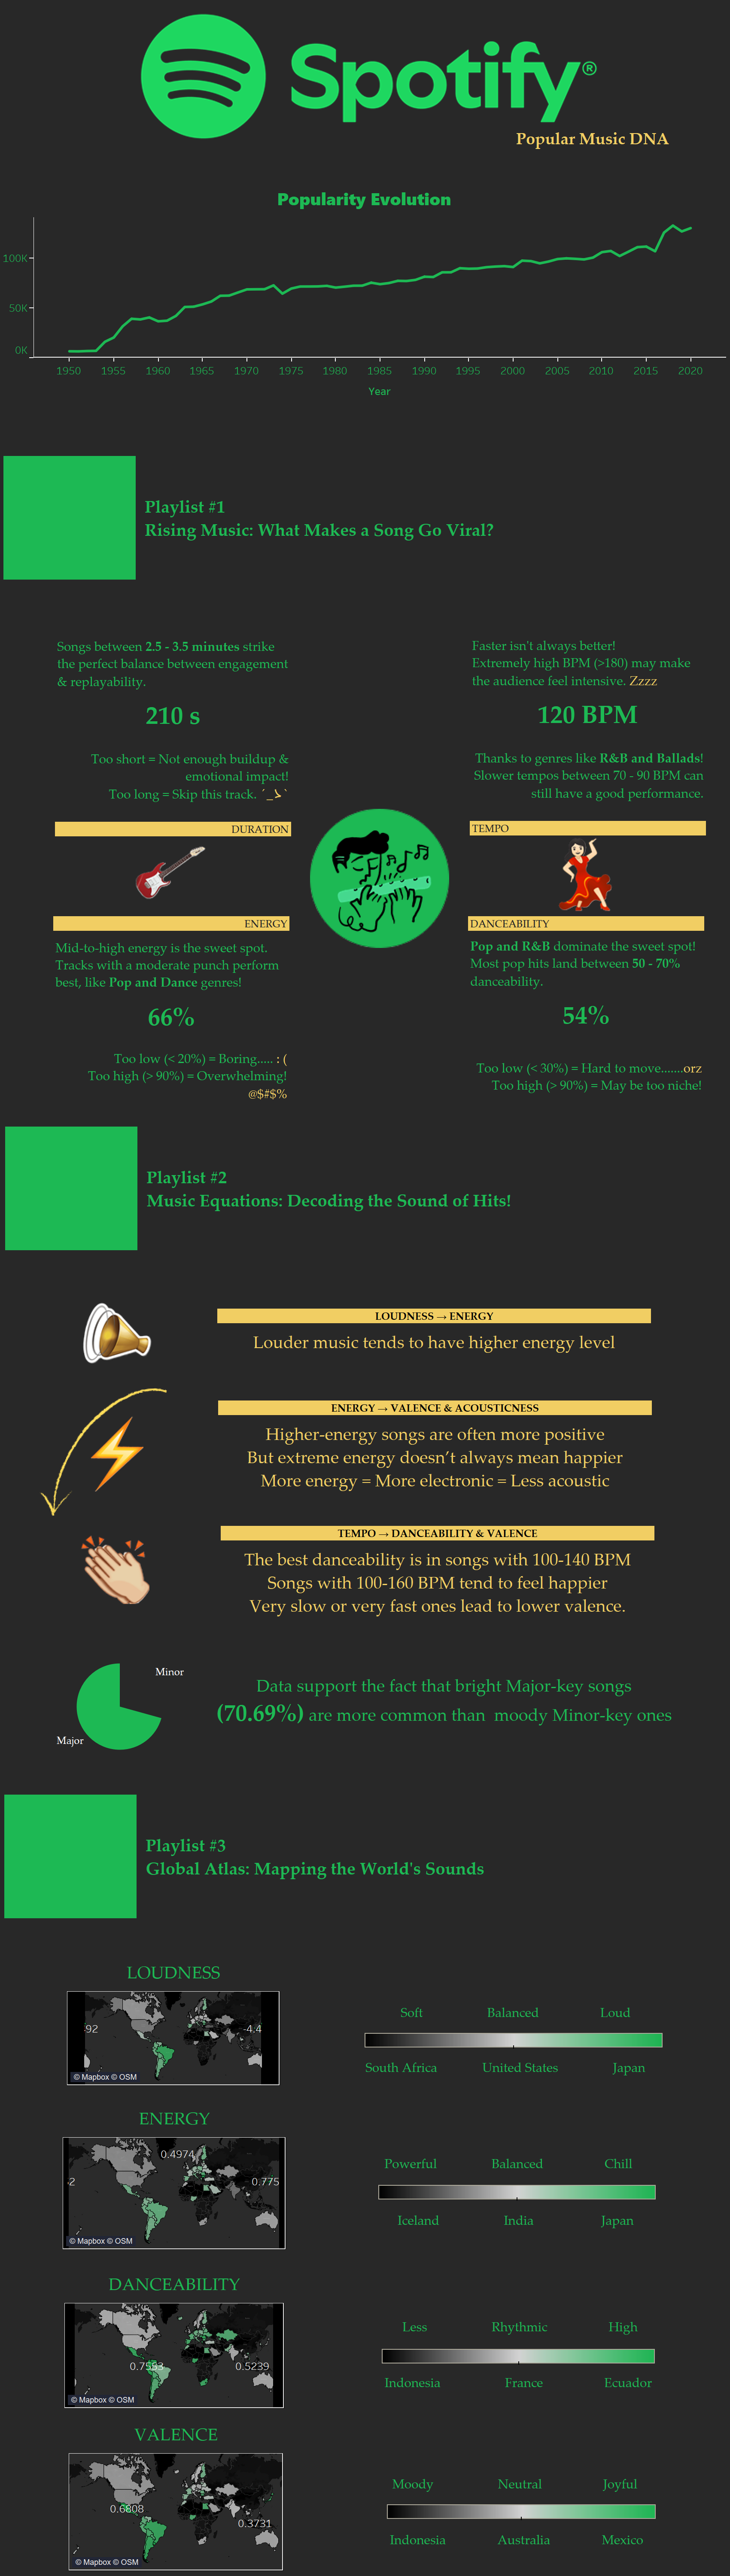 Spotify®
Popular Music DNA
Popularity Evolution
100K
50K
0K
1950 1955 1960 1965 1970 1975 1980 1985 1990 1995 2000 2005 2010 2015 2020
Year
Playlist #1
Rising Music: What Makes a Song Go Viral?
Songs between 2.5 - 3.5 minutes strike
the perfect balance between engagement
& replayability.
210 s
Too short = Not enough buildup &
emotional impact!
Too long = Skip this track. ´_ゝ`
DURATION
Faster isn't always better!
Extremely high BPM (>180) may make
the audience feel intensive. Zzzz
120 BPM
Thanks to genres like R&B and Ballads!
Slower tempos between 70 - 90 BPM can
still have a good performance.
TEMPO
ENERGY
Mid-to-high energy is the sweet spot.
Tracks with a moderate punch perform
best, like Pop and Dance genres!
66%
Too low (< 20%) = Boring..... : (
Too high (> 90%) = Overwhelming!
@$#$%
DANCEABILITY
Pop and R&B dominate the sweet spot!
Most pop hits land between 50 - 70%
danceability.
54%
Too low (< 30%) = Hard to move.......orz
Too high (> 90%) = May be too niche!
Playlist #2
Music Equations: Decoding the Sound of Hits!
LOUDNESS → ENERGY
Louder music tends to have higher energy level
ENERGY → VALENCE & ACOUSTICNESS
Higher-energy songs are often more positive
But extreme energy doesn’t always mean happier
More energy = More electronic = Less acoustic
TEMPO → DANCEABILITY & VALENCE
The best danceability is in songs with 100-140 BPM
Songs with 100-160 BPM tend to feel happier
Very slow or very fast ones lead to lower valence.
Minor
Major
Data support the fact that bright Major-key songs
(70.69%) are more common than moody Minor-key ones
Playlist #3
Global Atlas: Mapping the World's Sounds
LOUDNESS
-4.4
© Mapbox © OSM
Soft Balanced Loud
South Africa United States Japan
ENERGY
0.4974
0.775
© Mapbox © OSM
Powerful Balanced Chill
Iceland India Japan
DANCEABILITY
0.5239
© Mapbox © OSM
Less Rhythmic High
Indonesia France Ecuador
VALENCE
0.6808
0.3731
© Mapbox © OSM
Moody Neutral Joyful
Indonesia Australia Mexico